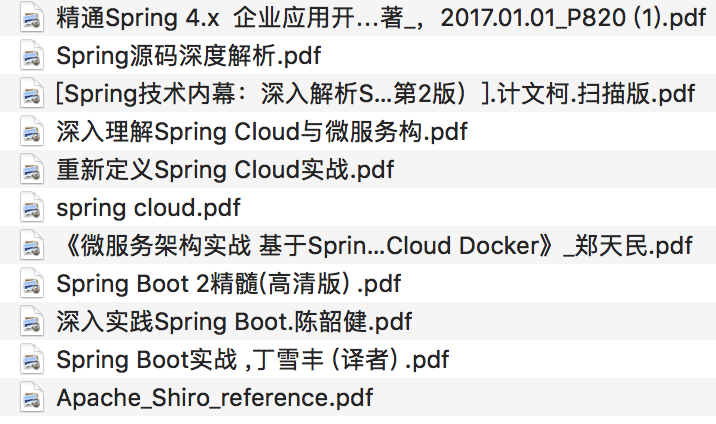 精通Spring 4.x 企业应用开…著_，2017.01.01_P820 (1).pdf
Spring源码深度解析.pdf
[Spring技术内幕：深入解析S…第2版）].计文柯.扫描版.pdf
深入理解Spring Cloud与微服务构.pdf
重新定义Spring Cloud实战.pdf
spring cloud.pdf
《微服务架构实战 基于Sprin…Cloud Docker》_郑天民.pdf
Spring Boot 2精髓(高清版) .pdf
深入实践Spring Boot.陈韶健.pdf
Spring Boot实战 ,丁雪丰 (译者) .pdf
Apache_Shiro_reference.pdf